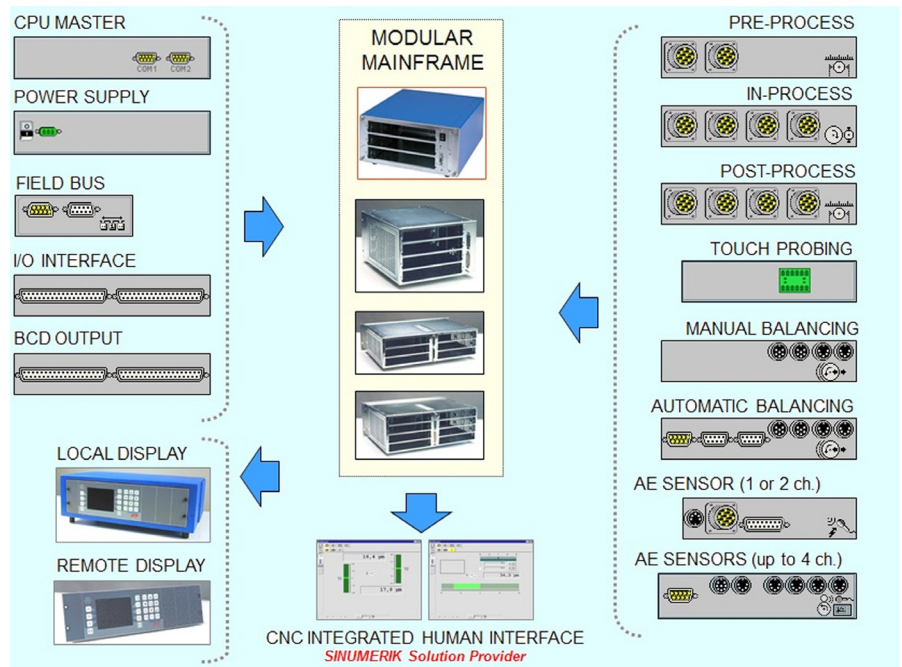 CPU MASTER
COM1 COM2
POWER SUPPLY
FIELD BUS
I/O INTERFACE
BCD OUTPUT
LOCAL DISPLAY
REMOTE DISPLAY
MODULAR
MAINFRAME
CNC INTEGRATED HUMAN INTERFACE
SINUMERIK Solution Provider
PRE-PROCESS
IN-PROCESS
POST-PROCESS
TOUCH PROBING
MANUAL BALANCING
AUTOMATIC BALANCING
AE SENSOR (1 or 2 ch.)
AE SENSORS (up to 4 ch.)